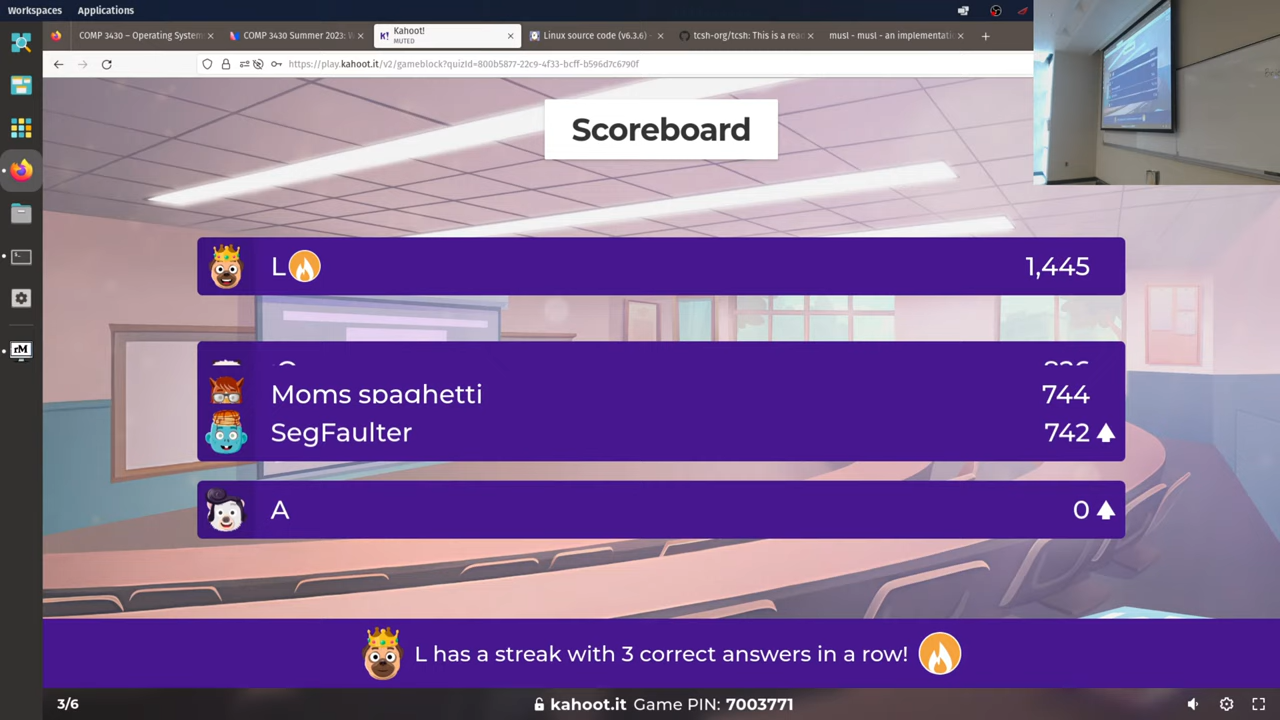 Workspaces Applications
COMP 3430 – Operating System
COMP 3430 Summer 2023: W
Kahoot!
MUTED
Linux source code (v6.3.6) -
tcsh-org/tcsh: This is a rea
musl - musl - an implementati
https://play.kahoot.it/v2/gameblock?quizId=800b5877-22c9-4f33-bcff-b596d7c6790f
Scoreboard
L 1,445
Moms spaghetti 744
SegFaulter 742
A 0
L has a streak with 3 correct answers in a row!
3/6
kahoot.it Game PIN: 7003771
rM